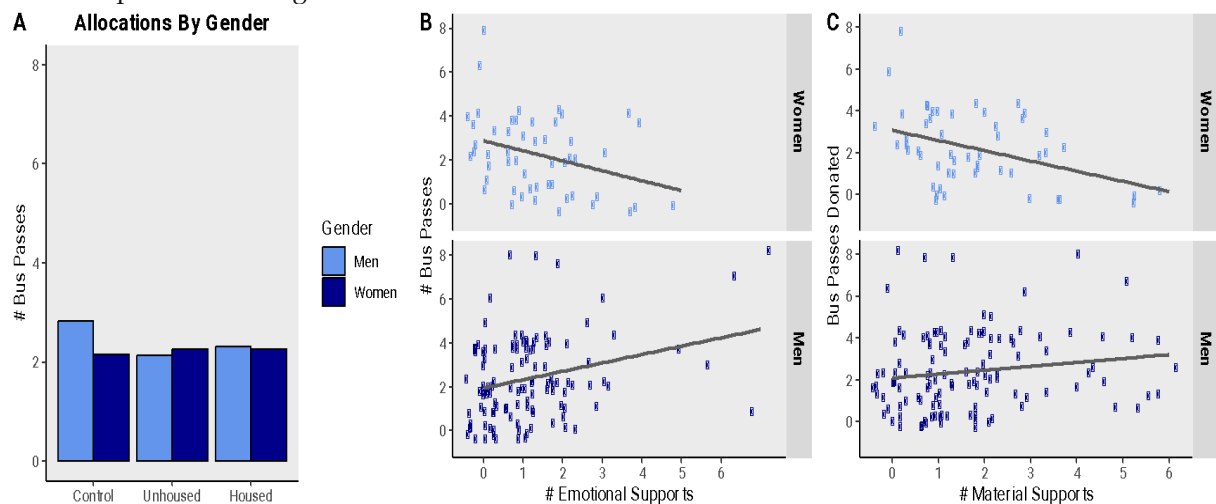 A
Allocations By Gender
# Bus Passes
8
6
4
2
0
Control
Unhoused
Housed
Gender
Men
Women
B
# Bus Passes
8
6
4
2
0
Women
8
6
4
2
0
Men
0
1
2
3
4
5
6
# Emotional Supports
C
Bus Passes Donated
8
6
4
2
0
Women
8
6
4
2
0
Men
0
1
2
3
4
5
6
# Material Supports